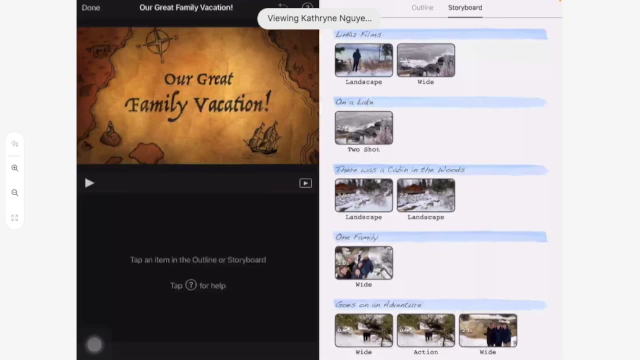 Done
Our Great Family Vacation!
Viewing Kathryne Nguye...
Outline
Storyboard
Our Great
Family Vacation!
Tap an item in the Outline or Storyboard
Tap ? for help
Films
Landscape
Wide
On a Lake
Two Shot
There was a Cabin in the Woods
Landscape
Landscape
One Family
Wide
Goes on an Adventure
Wide
Action
Wide